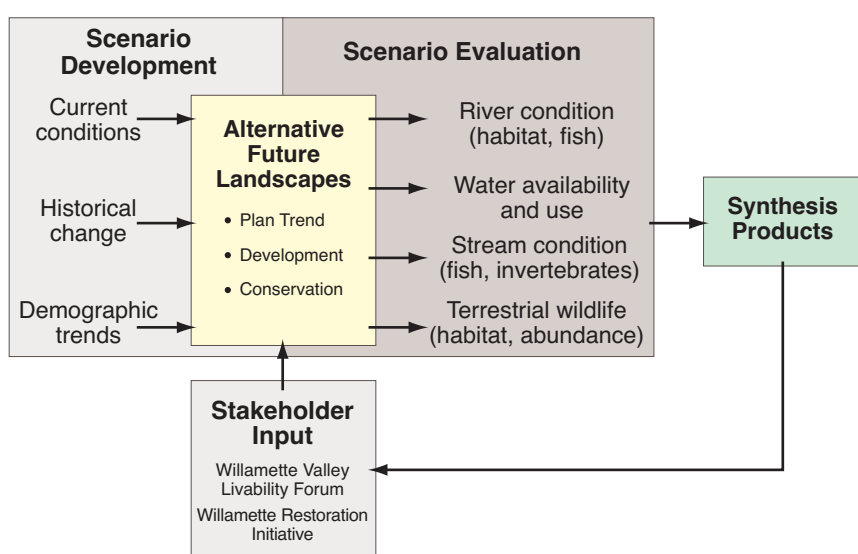 Scenario
Development
Scenario Evaluation
Current
conditions
Historical
change
Demographic
trends
Alternative
Future
Landscapes
• Plan Trend
• Development
• Conservation
River condition
(habitat, fish)
Water availability
and use
Stream condition
(fish, invertebrates)
Terrestrial wildlife
(habitat, abundance)
Synthesis
Products
Stakeholder
Input
Willamette Valley
Livability Forum
Willamette Restoration
Initiative